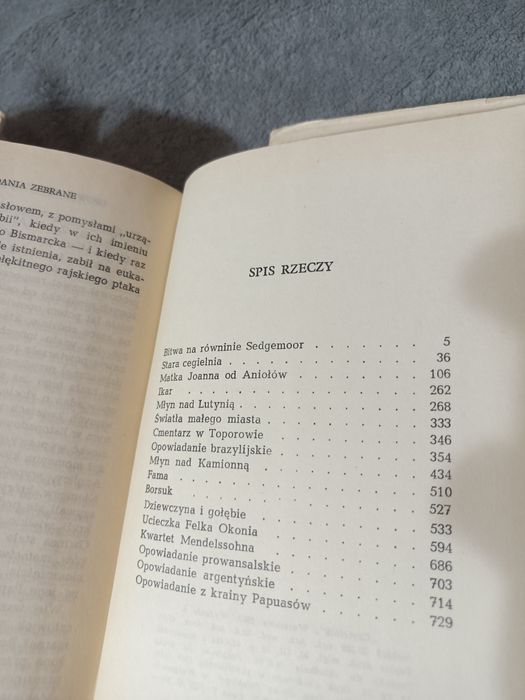 ANIA ZEBRANE
słowem, z pomysłami „urzą-
bii", kiedy w ich imieniu
o Bismarcka — i kiedy raz
e istnienia, zabił na euka-
łękitnego rajskiego ptaka
SPIS RZECZY
Bitwa na równinie Sedgemoor . . . . . . . 5
Stara cegielnia . . . . . . . . . . 36
Matka Joanna od Aniołów . . . . . . . 106
Ikar . . . . . . . . . . . . 262
Młyn nad Lutynią . . . . . . . . . 268
Światła małego miasta . . . . . . . . 333
Cmentarz w Toporowie . . . . . . . . 346
Opowiadanie brazylijskie . . . . . . . 354
Młyn nad Kamionną . . . . . . . . 434
Fama . . . . . . . . . . . . 510
Borsuk . . . . . . . . . . . 527
Dziewczyna i gołębie . . . . . . . . 533
Ucieczka Felka Okonia . . . . . . . . 594
Kwartet Mendelssohna . . . . . . . . 686
Opowiadanie prowansalskie . . . . . . . 703
Opowiadanie argentyńskie . . . . . . . 714
Opowiadanie z krainy Papuasów . . . . . . 729